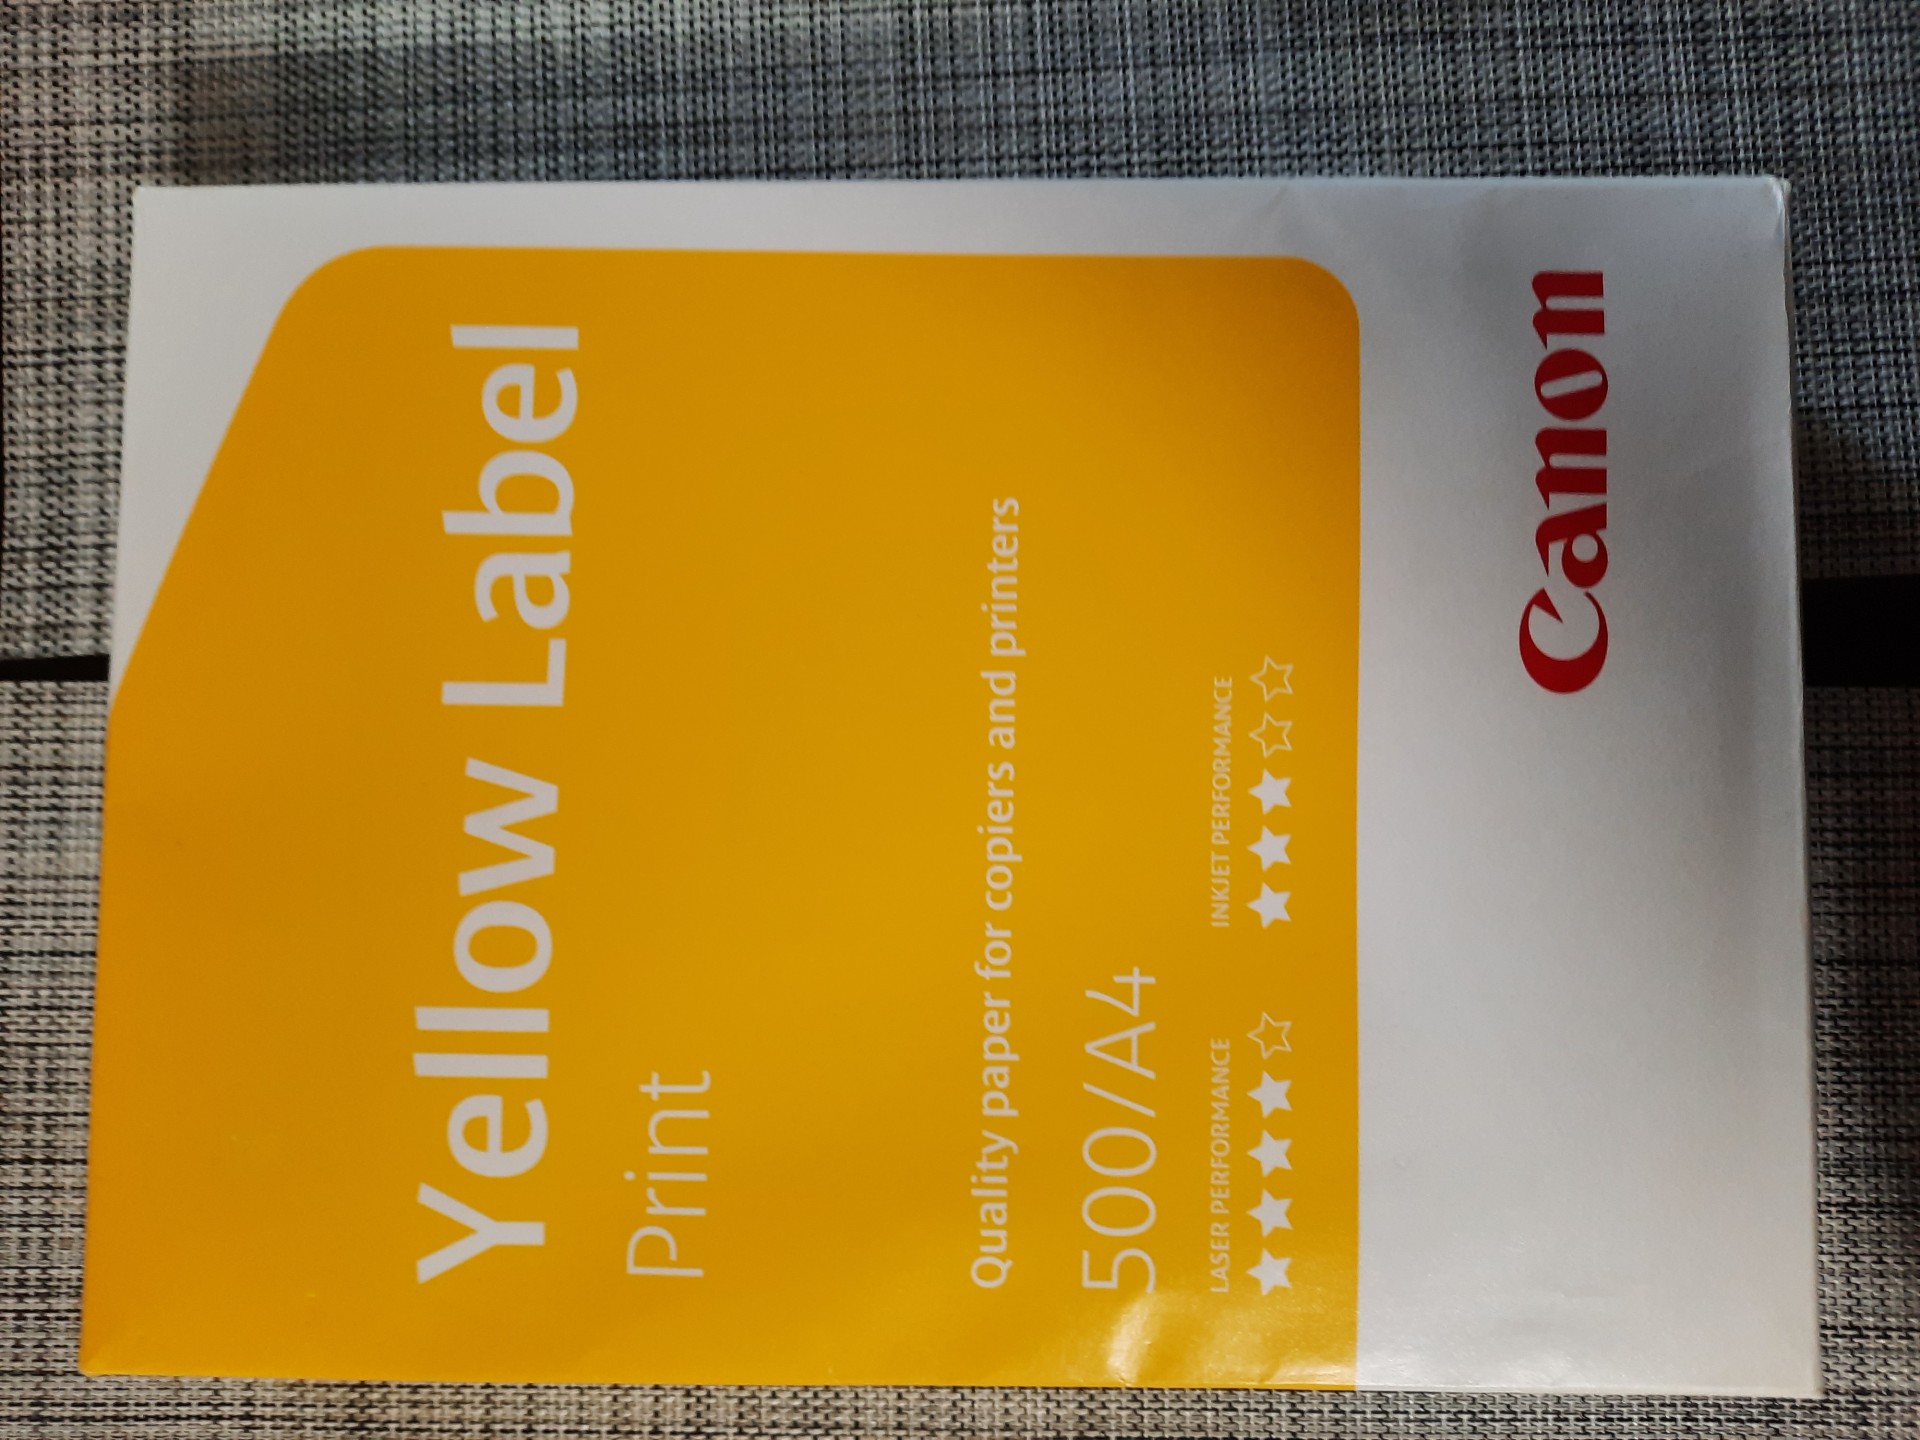 Yellow Label
Print
Quality paper for copiers and printers
500/A4
LASER PERFORMANCE
INKJET PERFORMANCE
Canon